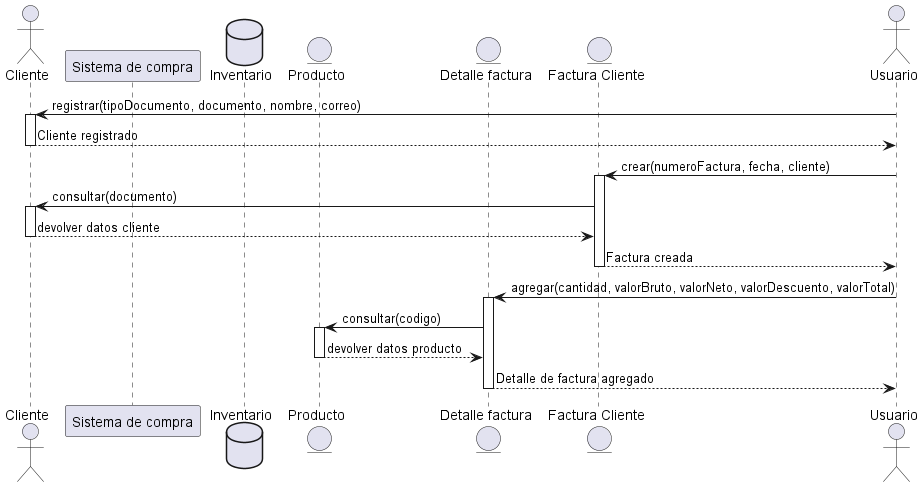 Cliente
Sistema de compra
Inventario
Producto
Detalle factura
Factura Cliente
Usuario
registrar(tipoDocumento, documento, nombre, correo)
Cliente registrado
crear(numeroFactura, fecha, cliente)
consultar(documento)
devolver datos cliente
Factura creada
agregar(cantidad, valorBruto, valorNeto, valorDescuento, valorTotal)
consultar(codigo)
devolver datos producto
Detalle de factura agregado
Cliente
Sistema de compra
Inventario
Producto
Detalle factura
Factura Cliente
Usuario